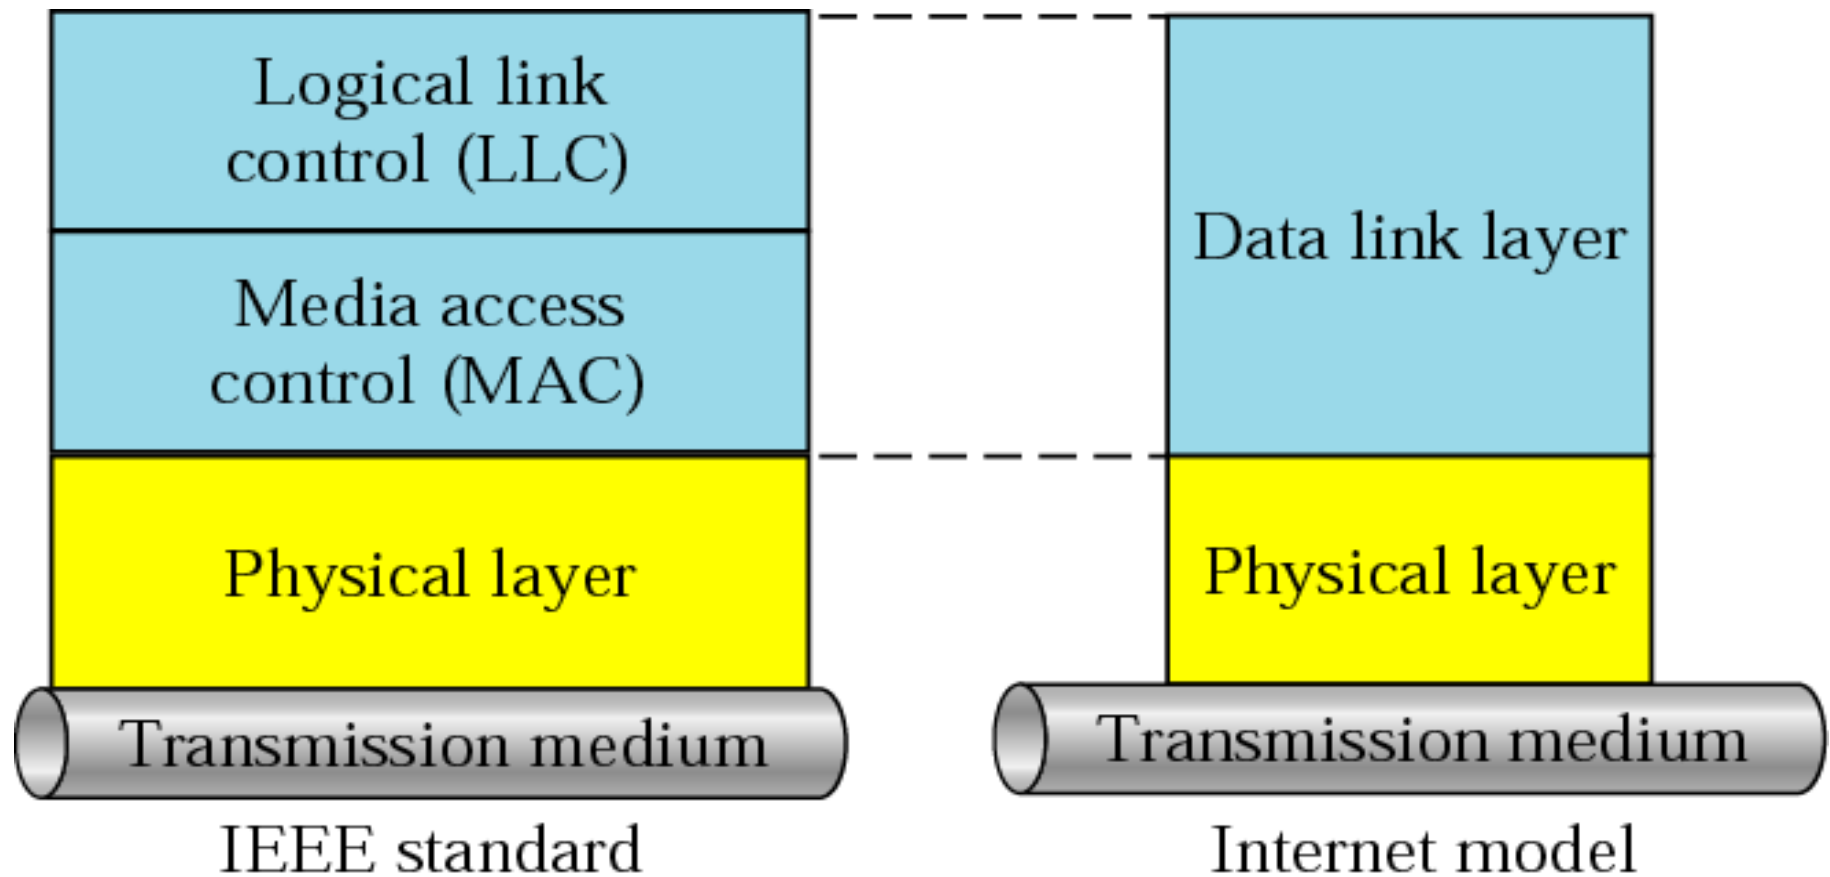 Logical link
control (LLC)
Media access
control (MAC)
Physical layer
Transmission medium
IEEE standard
Data link layer
Physical layer
Transmission medium
Internet model